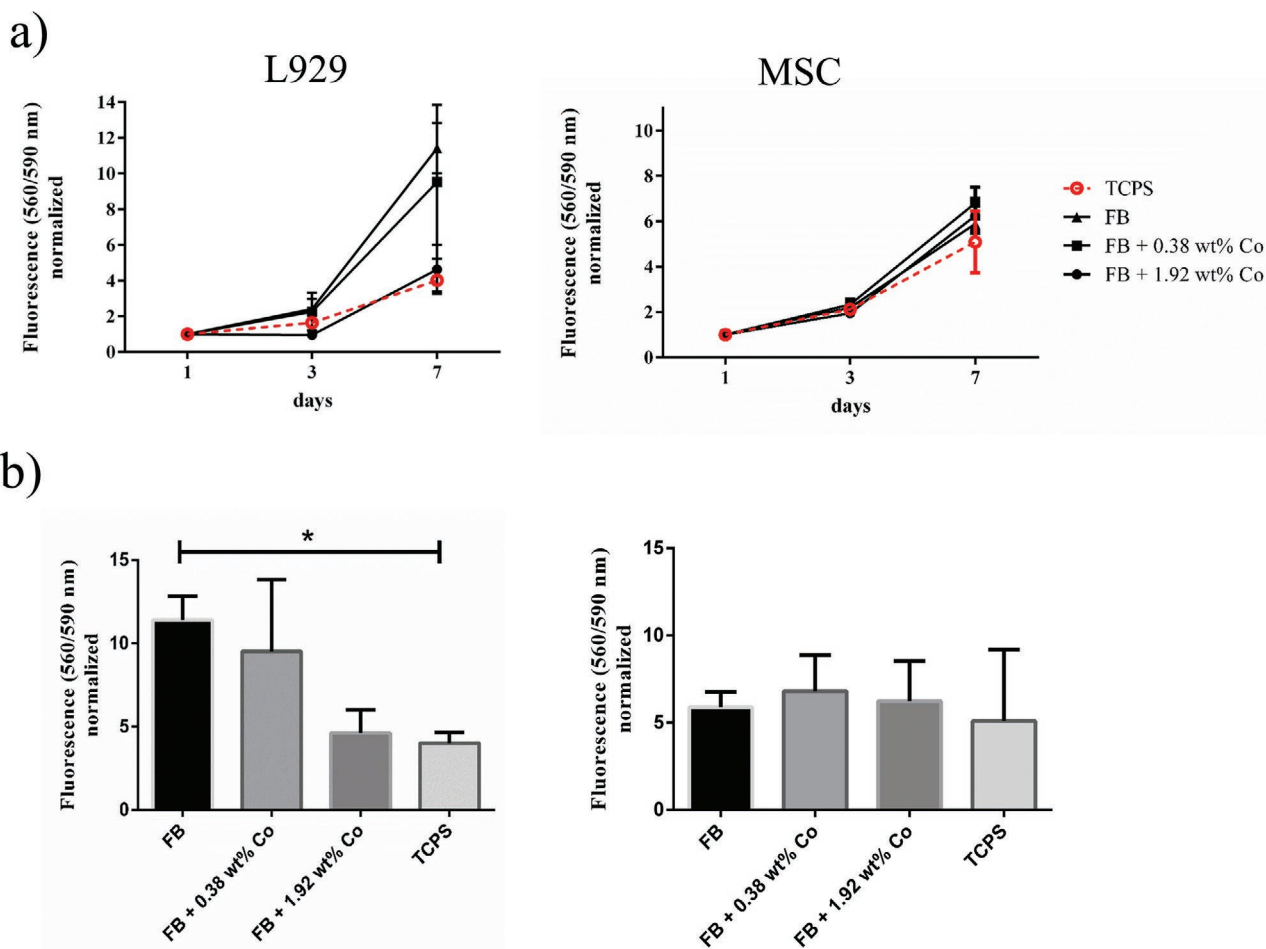 a)
L929
Fluorescence (560/590 nm)
normalized
14
12
10
8
6
4
2
0
1
3
7
days
MSC
Fluorescence (560/590 nm)
normalized
10
8
6
4
2
0
1
3
7
days
TCPS
FB
FB + 0.38 wt% Co
FB + 1.92 wt% Co
b)
Fluorescence (560/590 nm)
normalized
15
10
5
0
*
FB
FB + 0.38 wt% Co
FB + 1.92 wt% Co
TCPS
Fluorescence (560/590 nm)
normalized
15
10
5
0
FB
FB + 0.38 wt% Co
FB + 1.92 wt% Co
TCPS